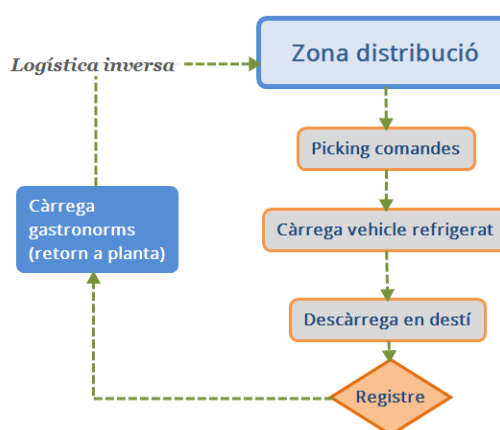 Zona distribució
Logística inversa
Picking comandes
Càrrega
gastronorms
(retorn a planta)
Càrrega vehicle refrigerat
Descàrrega en destí
Registre